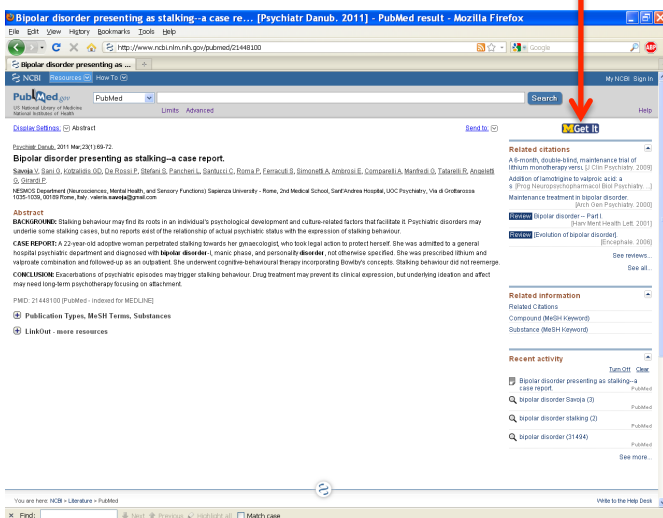 Bipolar disorder presenting as stalking--a case re... [Psychiatr Danub. 2011] - PubMed result - Mozilla Firefox
File Edit View History Bookmarks Tools Help
http://www.ncbi.nlm.nih.gov/pubmed/21448100
Google
ABP
Bipolar disorder presenting as ...
NCBI Resources How To My NCBI Sign In
PubMed.gov
US National Library of Medicine
National Institutes of Health
PubMed
Search
Limits Advanced
Help
Display Settings: Abstract
Send to:
MGet It
Psychiatr Danub. 2011 Mar;23(1):69-72.
Bipolar disorder presenting as stalking--a case report.
Savoja V, Sani G, Kotzalidis GD, De Rossi P, Stefani S, Pancheri L, Santucci C, Roma P, Ferracuti S, Simonetti A, Ambrosi E, Comparelli A, Manfredi G, Tatarelli R, Angeletti
G, Girardi P.
NESMOS Department (Neurosciences, Mental Health, and Sensory Functions) Sapienza University - Rome, 2nd Medical School, Sant'Andrea Hospital, UOC Psychiatry, Via di Grottarossa
1035-1039, 00189 Rome, Italy. valeria.savoja@gmail.com
Abstract
BACKGROUND: Stalking behaviour may find its roots in an individual's psychological development and culture-related factors that facilitate it. Psychiatric disorders may
underlie some stalking cases, but no reports exist of the relationship of actual psychiatric status with the expression of stalking behaviour.
CASE REPORT: A 22-year-old adoptive woman perpetrated stalking towards her gynaecologist, who took legal action to protect herself. She was admitted to a general
hospital psychiatric department and diagnosed with bipolar disorder-I, manic phase, and personality disorder, not otherwise specified. She was prescribed lithium and
valproate combination and followed-up as an outpatient. She underwent cognitive-behavioural therapy incorporating Bowlby's concepts. Stalking behaviour did not reemerge.
CONCLUSION: Exacerbations of psychiatric episodes may trigger stalking behaviour. Drug treatment may prevent its clinical expression, but underlying ideation and affect
may need long-term psychotherapy focusing on attachment.
PMID: 21448100 [PubMed - indexed for MEDLINE]
Publication Types, MeSH Terms, Substances
LinkOut - more resources
Related citations
A 6-month, double-blind, maintenance trial of
lithium monotherapy versu [J Clin Psychiatry. 2009]
Addition of lamotrigine to valproic acid: a
[Prog Neuropsychopharmacol Biol Psychiatry. ...]
Maintenance treatment in bipolar disorder.
[Arch Gen Psychiatry. 2000]
Review Bipolar disorder -- Part I.
[Harv Ment Health Lett. 2001]
Review [Evolution of bipolar disorder].
[Encephale. 2006]
See reviews...
See all...
Related information
Related Citations
Compound (MeSH Keyword)
Substance (MeSH Keyword)
Recent activity
Turn Off Clear
Bipolar disorder presenting as stalking--a
case report. PubMed
bipolar disorder Savoja (3)
PubMed
bipolar disorder stalking (2)
PubMed
bipolar disorder (31494)
PubMed
See more...
You are here: NCBI > Literature > PubMed
Write to the Help Desk
Find: Next Previous Highlight all Match case